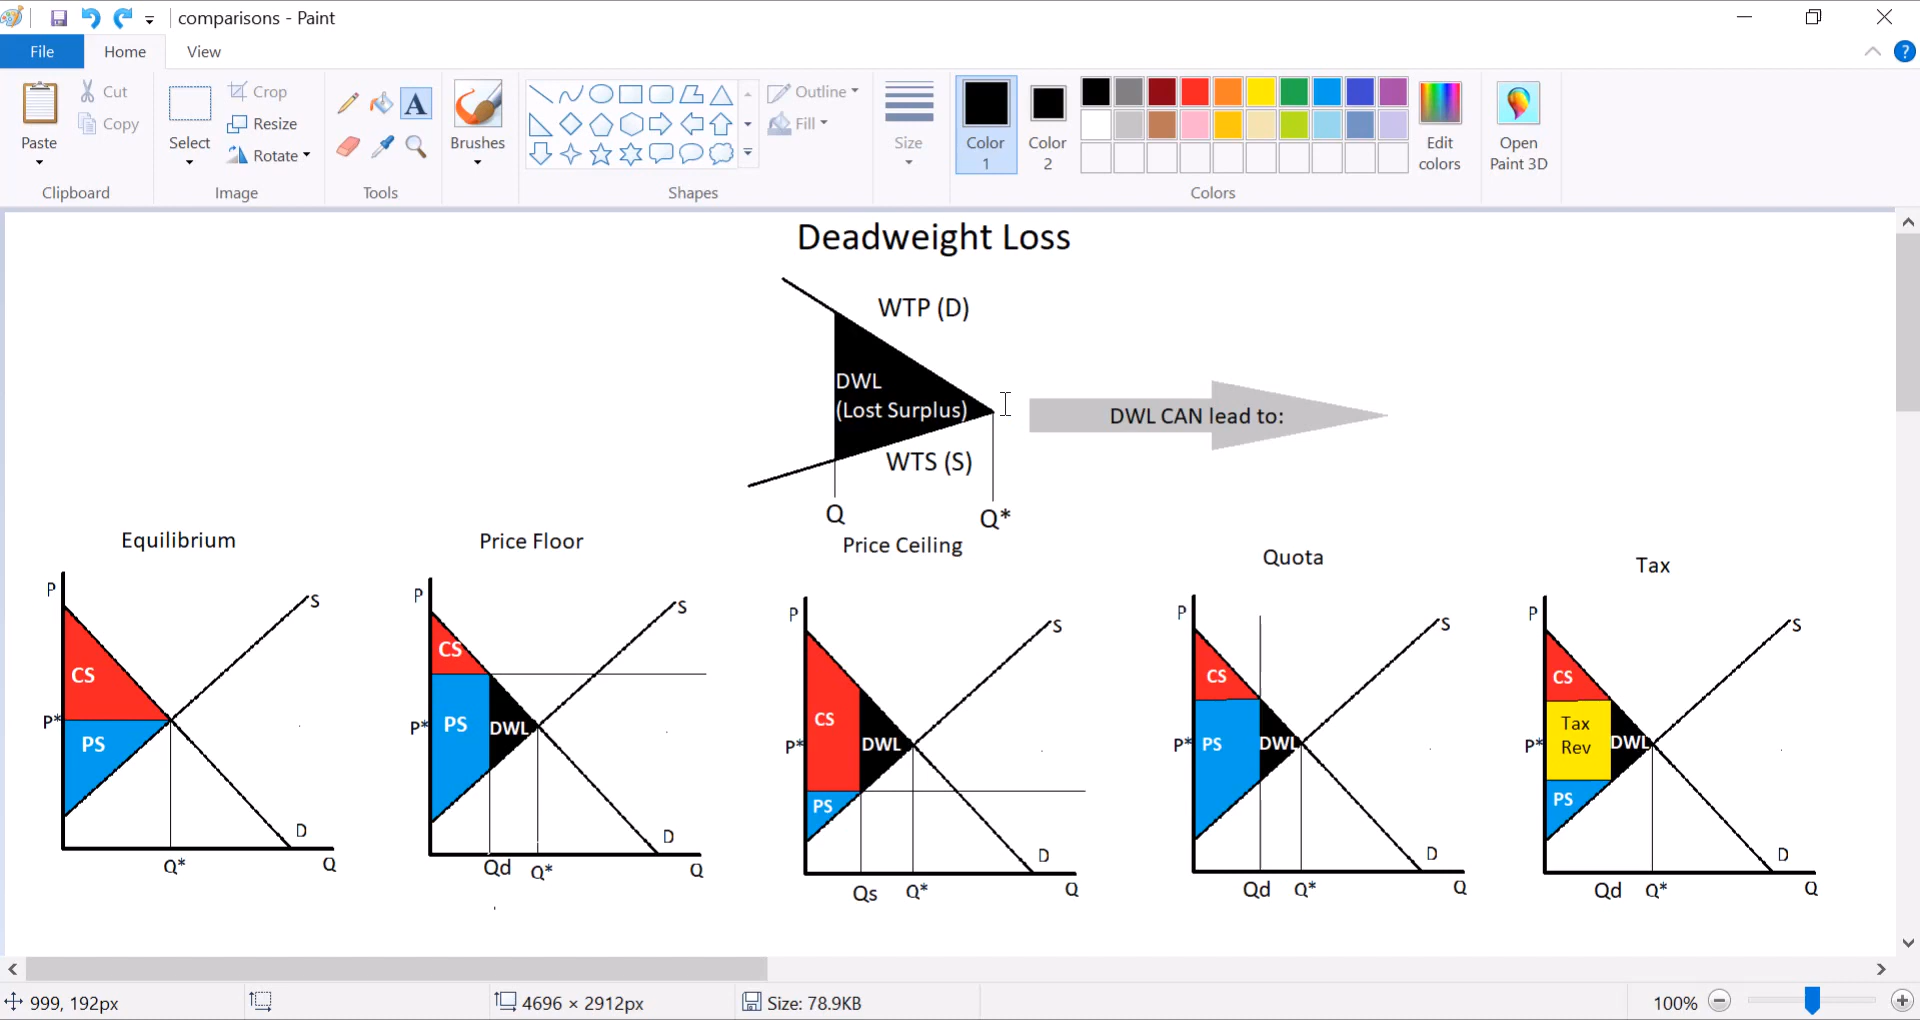 comparisons - Paint
File
Home
View
Paste
Cut
Copy
Clipboard
Select
Crop
Resize
Rotate
Image
A
Tools
Brushes
Shapes
Outline
Fill
Size
Color
1
Color
2
Colors
Edit
colors
Open
Paint 3D
?
Deadweight Loss
WTP (D)
DWL
(Lost Surplus)
WTS (S)
Q
Q*
DWL CAN lead to:
Equilibrium
P
S
CS
P*
PS
D
Q*
Q
Price Floor
P
S
CS
P*
PS
DWL
D
Qd
Q*
Q
Price Ceiling
P
S
CS
P*
DWL
PS
D
Qs
Q*
Q
Quota
P
S
CS
P*
PS
DWL
D
Qd
Q*
Q
Tax
P
S
CS
Tax
Rev
P*
DWL
PS
D
Qd
Q*
Q
999, 192px
4696 × 2912px
Size: 78.9KB
100%